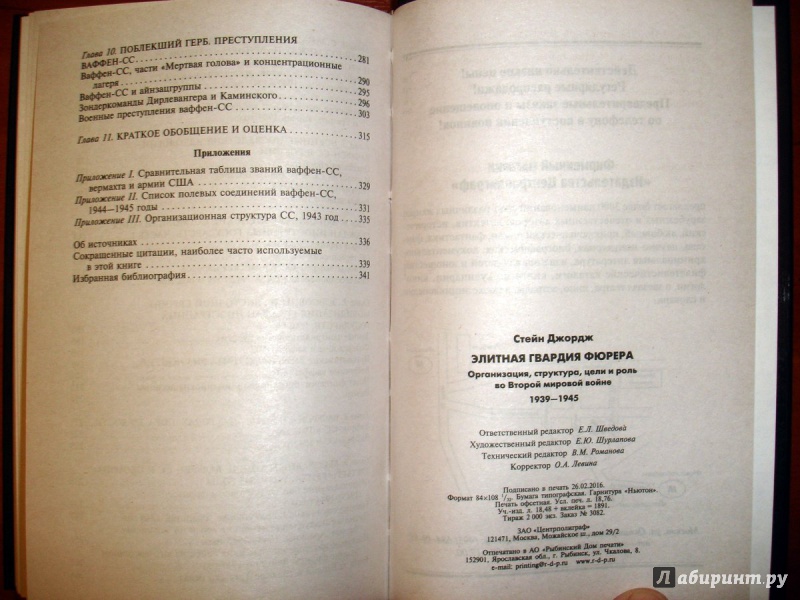 Глава 10. ПОБЛЕКШИЙ ГЕРБ. ПРЕСТУПЛЕНИЯ
ВАФФЕН-СС 281
Ваффен-СС, части «Мертвая голова» и концентрационные
лагеря 290
Ваффен-СС и айнзацгруппы 295
Зондеркоманды Дирлевангера и Каминского 296
Военные преступления ваффен-СС 303
Глава 11. КРАТКОЕ ОБОБЩЕНИЕ И ОЦЕНКА 315
Приложения
Приложение I. Сравнительная таблица званий ваффен-СС,
вермахта и армии США 329
Приложение II. Список полевых соединений ваффен-СС,
1944—1945 годы 331
Приложение III. Организационная структура СС, 1943 год 335
Об источниках 336
Сокращенные цитации, наиболее часто используемые
в этой книге 339
Избранная библиография 341
Стейн Джордж
ЭЛИТНАЯ ГВАРДИЯ ФЮРЕРА
Организация, структура, цели и роль
во Второй мировой войне
1939—1945
Ответственный редактор Е.Л. Шведова
Художественный редактор Е.Ю. Шурлапова
Технический редактор В.М. Романова
Корректор О.А. Левина
Подписано в печать 26.02.2016.
Формат 84×108 1/32. Бумага типографская. Гарнитура «Ньютон».
Печать офсетная. Усл. печ. л. 18,76.
Уч.-изд. л. 18,48 + вклейка = 1891.
Тираж 2 000 экз. Заказ № 3082.
ЗАО «Центрполиграф»
121471, Москва, Можайское ш., дом 29/2
Отпечатано в АО «Рыбинский Дом печати»
152901, Ярославская обл., г. Рыбинск, ул. Чкалова, 8.
e-mail: printing@r-d-p.ru www.r-d-p.ru
Лабиринт.ру